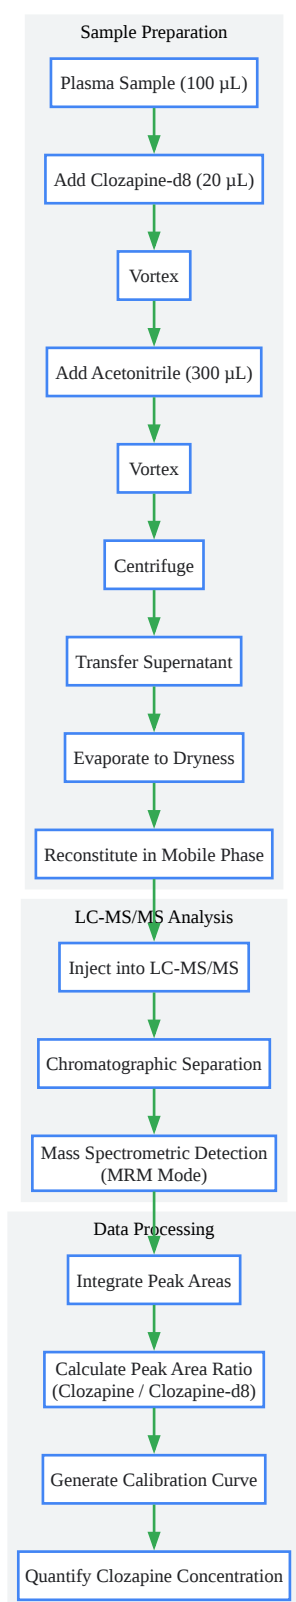 Sample Preparation
Plasma Sample (100 µL)
Add Clozapine-d8 (20 µL)
Vortex
Add Acetonitrile (300 µL)
Vortex
Centrifuge
Transfer Supernatant
Evaporate to Dryness
Reconstitute in Mobile Phase
LC-MS/MS Analysis
Inject into LC-MS/MS
Chromatographic Separation
Mass Spectrometric Detection
(MRM Mode)
Data Processing
Integrate Peak Areas
Calculate Peak Area Ratio
(Clozapine / Clozapine-d8)
Generate Calibration Curve
Quantify Clozapine Concentration